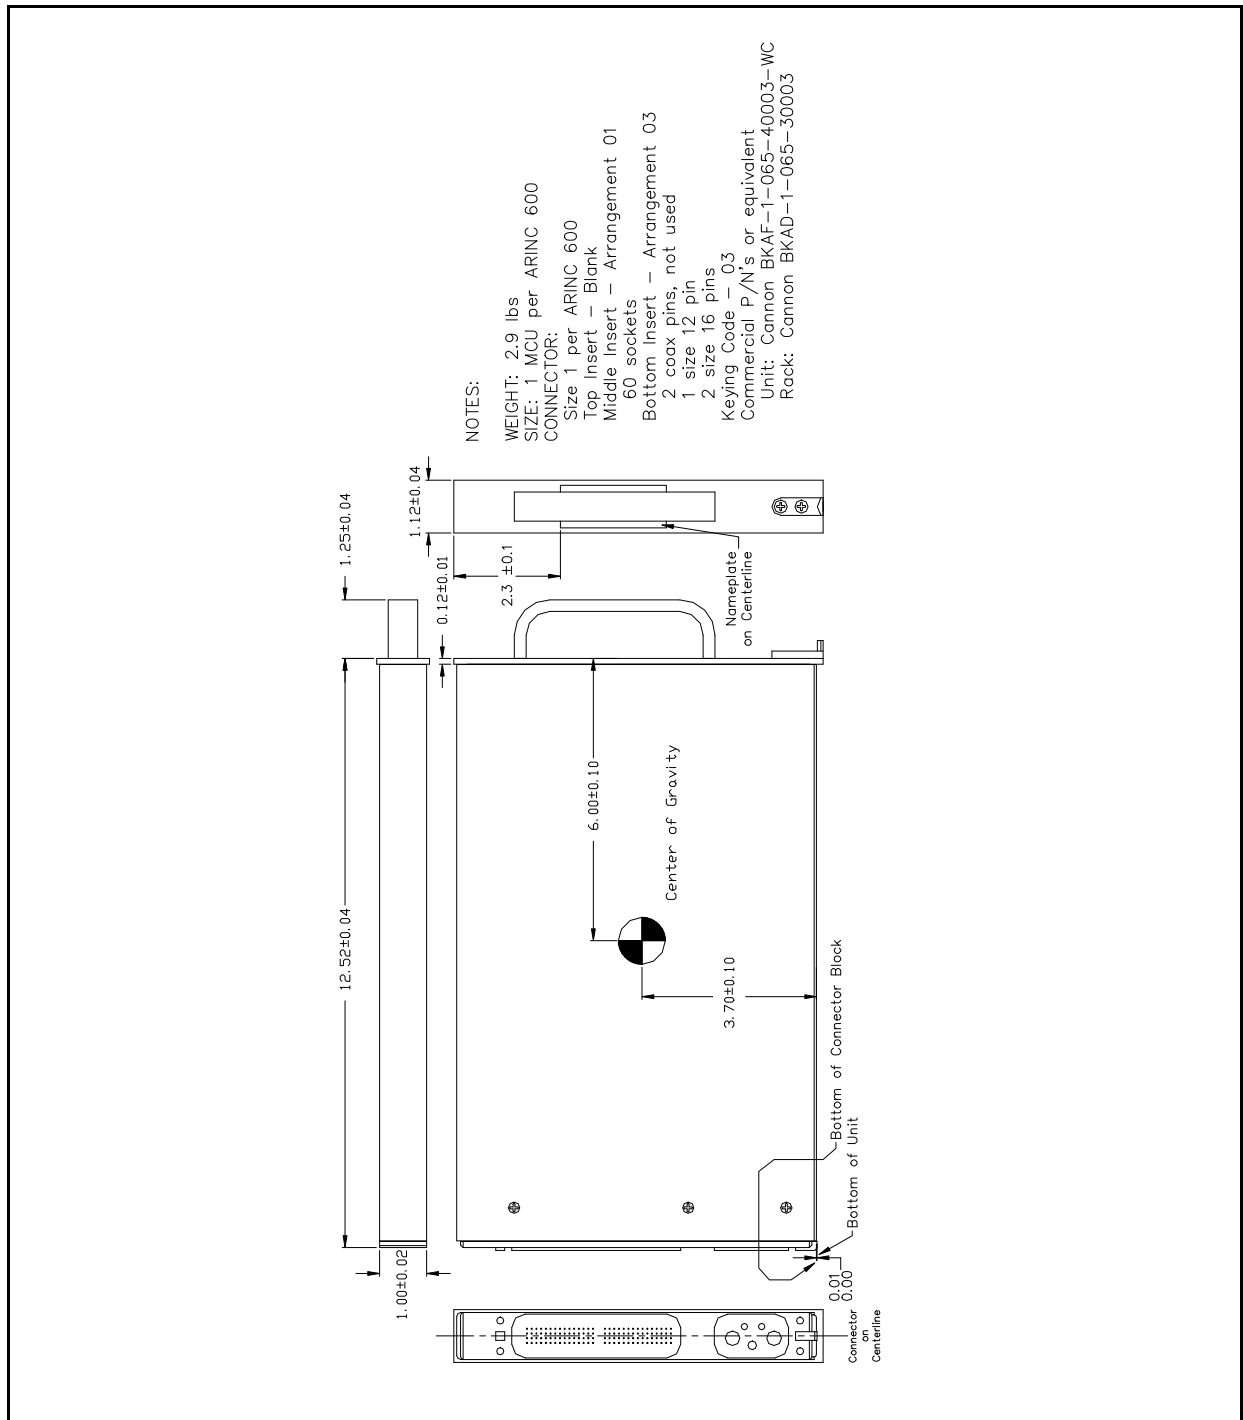 NOTES:
WEIGHT: 2.9 lbs
SIZE: 1 MCU per ARINC 600
CONNECTOR:
Size 1 per ARINC 600
Top Insert – Blank
Middle Insert – Arrangement 01
60 sockets
Bottom Insert – Arrangement 03
2 coax pins, not used
1 size 12 pin
2 size 16 pins
Keying Code – 03
Commercial P/N's or equivalent
Unit: Cannon BKAF-1-065-40003-WC
Rack: Cannon BKAD-1-065-30003
12.52±0.04
1.25±0.04
1.00±0.02
0.12±0.01
1.12±0.04
2.3 ±0.1
Nameplate
on Centerline
6.00±0.10
Center of Gravity
3.70±0.10
Bottom of Connector Block
Bottom of Unit
0.01
0.00
Connector
on
Centerline